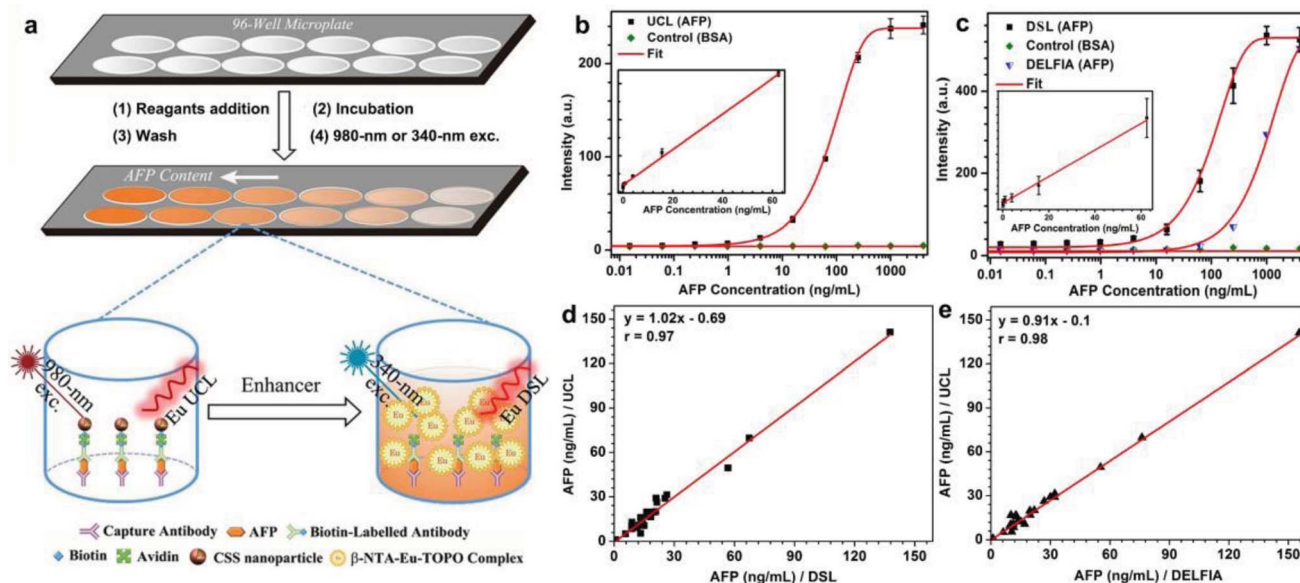 a
96-Well Microplate
(1) Reagants addition
(2) Incubation
(3) Wash
(4) 980-nm or 340-nm exc.
AFP Content
980-nm
exc.
Eu UCL
Enhancer
340-nm
exc.
Eu DSL
Eu
Eu
Eu
Eu
Eu
Eu
Capture Antibody
AFP
Biotin-Labelled Antibody
Biotin
Avidin
CSS nanoparticle
β-NTA-Eu-TOPO Complex
b
UCL (AFP)
Control (BSA)
Fit
Intensity (a.u.)
200
100
0
0 20 40 60
AFP Concentration (ng/mL)
0.01 0.1 1 10 100 1000
AFP Concentration (ng/mL)
c
DSL (AFP)
Control (BSA)
DELFIA (AFP)
Fit
Intensity (a.u.)
400
200
0
0 20 40 60
AFP Concentration (ng/mL)
0.01 0.1 1 10 100 1000
AFP Concentration (ng/mL)
d
y = 1.02x - 0.69
r = 0.97
AFP (ng/mL) / UCL
150
120
90
60
30
0
0 30 60 90 120 150
AFP (ng/mL) / DSL
e
y = 0.91x - 0.1
r = 0.98
AFP (ng/mL) / UCL
150
120
90
60
30
0
0 30 60 90 120 150
AFP (ng/mL) / DELFIA